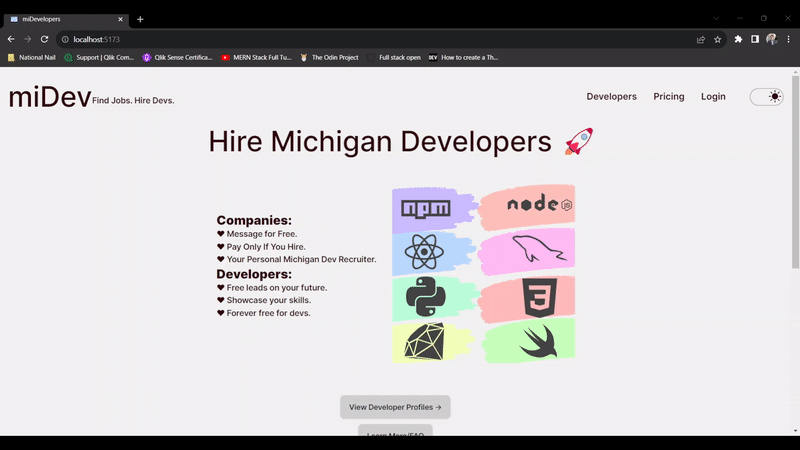 miDevelopers
localhost:5173
National Nail
Support | Qlik Com...
Qlik Sense Certifica...
MERN Stack Full Tu...
The Odin Project
Full stack open
DEV
How to create a Th...
miDev
Find Jobs. Hire Devs.
Developers
Pricing
Login
Hire Michigan Developers 🚀
Companies:
♥ Message for Free.
♥ Pay Only If You Hire.
♥ Your Personal Michigan Dev Recruiter.
Developers:
♥ Free leads on your future.
♥ Showcase your skills.
♥ Forever free for devs.
npm
node
JS
3
View Developer Profiles →
Learn More/FAQ